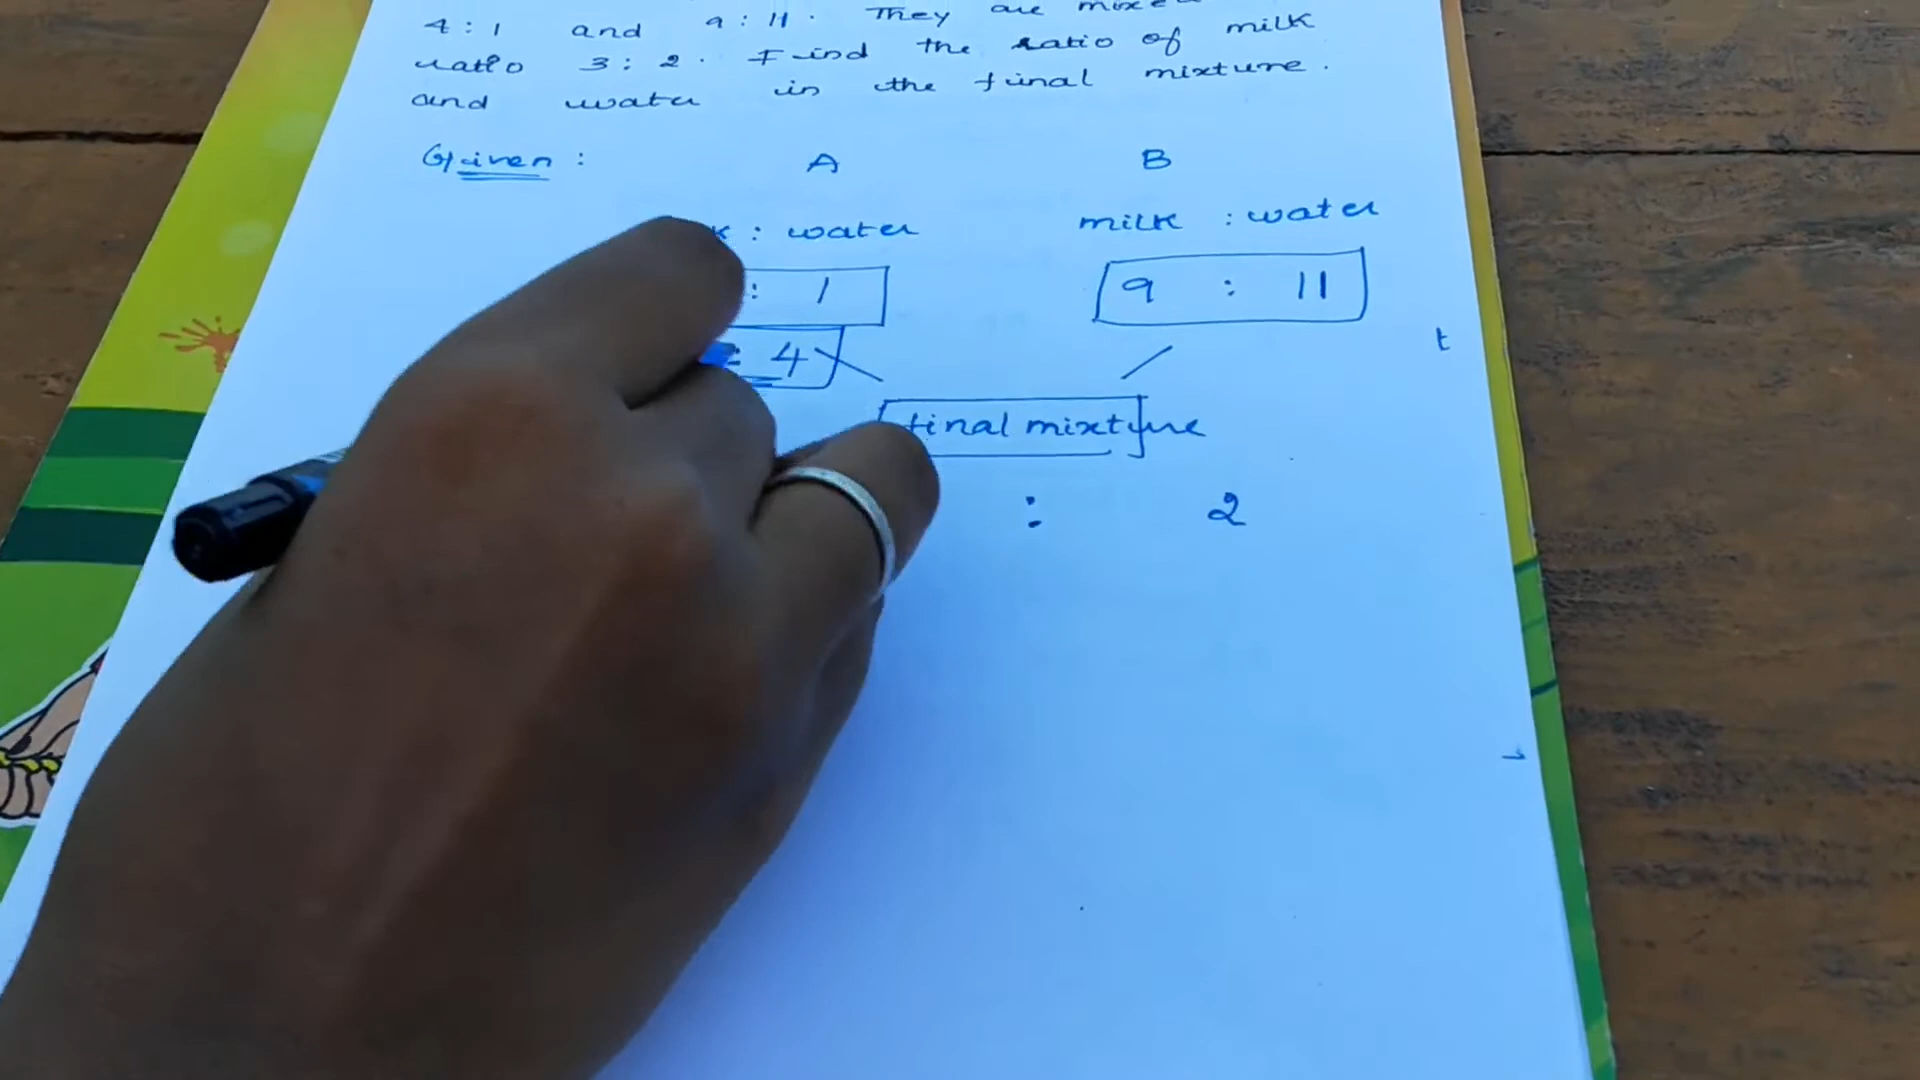 4 : 1 and 9 : 11 . They are
ratio 3 : 2 . Find the ratio of milk
and water in the final mixture .
Given : A B
: water milk : water
: 1 9 : 11
: 4 t
final mixture
: 2